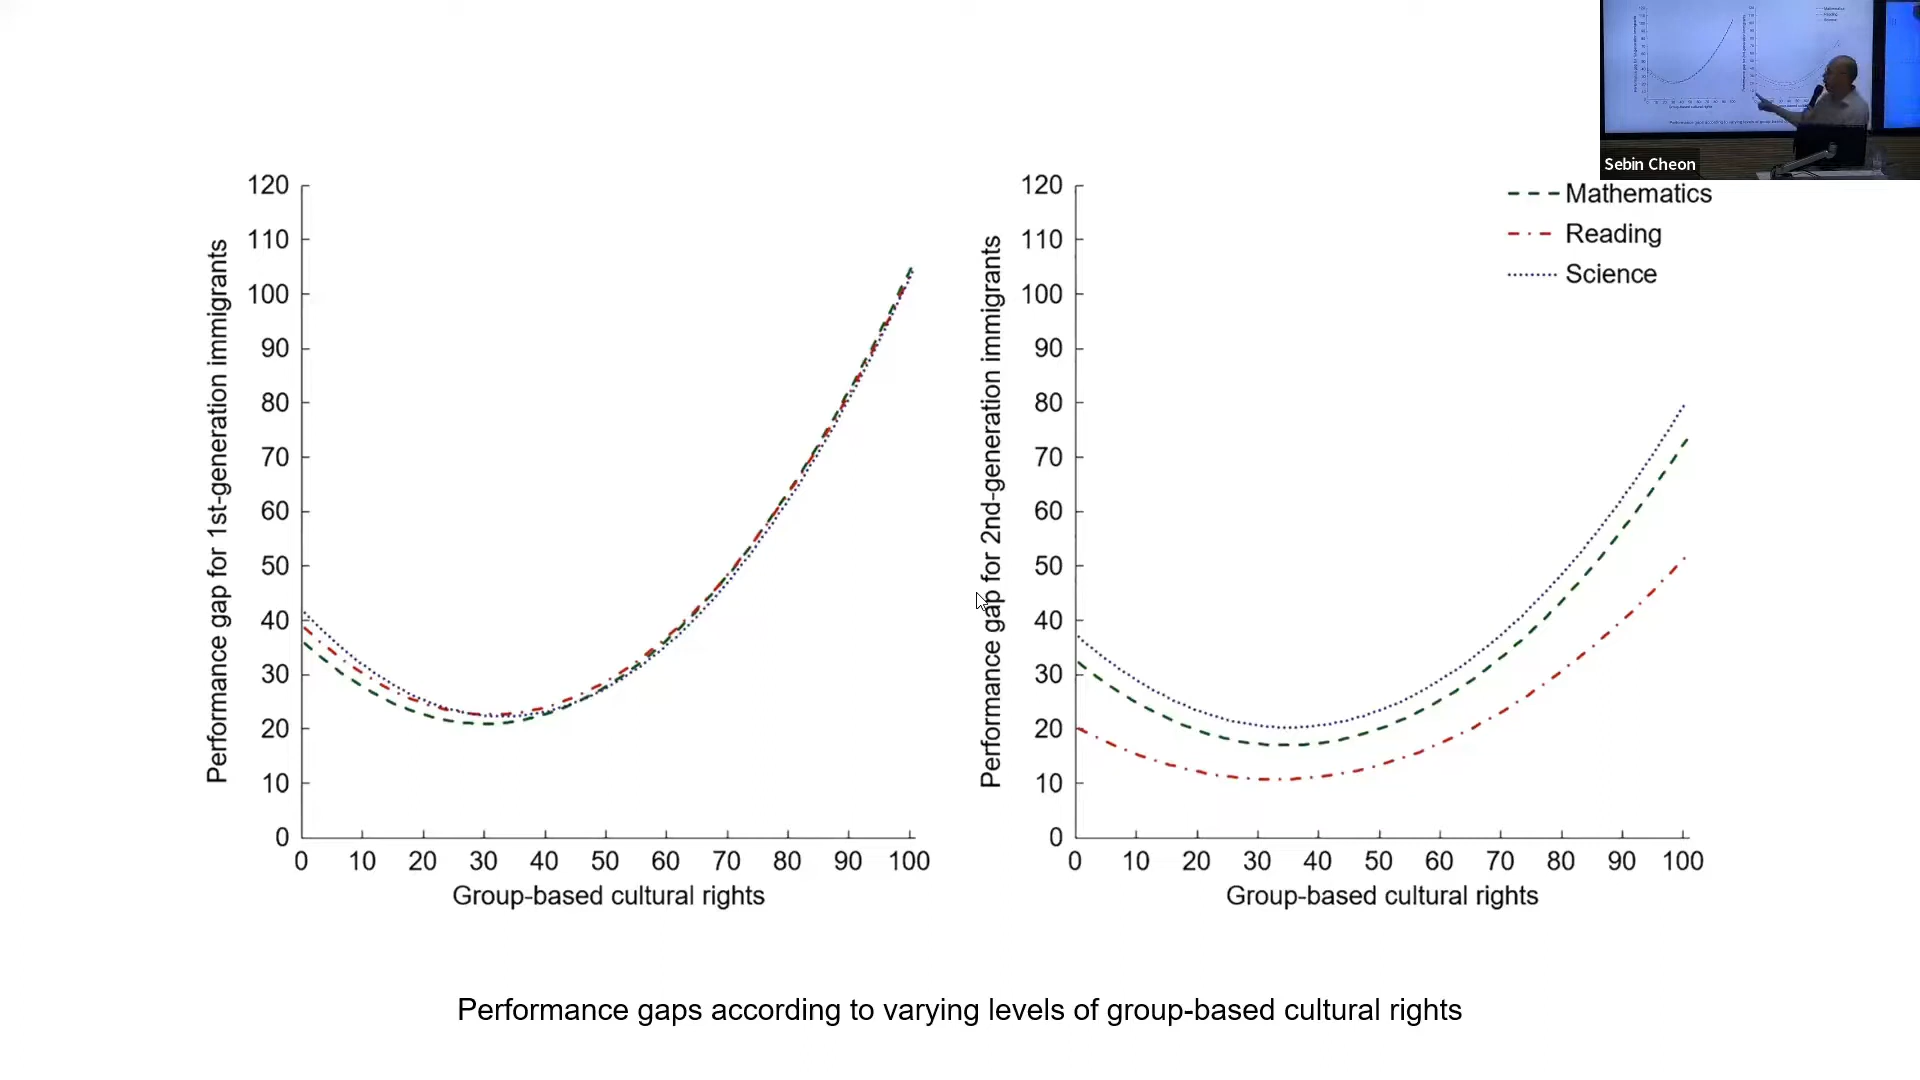 Sebin Cheon
Mathematics
Reading
Science
Performance gap for 1st-generation immigrants
120
110
100
90
80
70
60
50
40
30
20
10
0
0 10 20 30 40 50 60 70 80 90 100
Group-based cultural rights
Performance gap for 2nd-generation immigrants
120
110
100
90
80
70
60
50
40
30
20
10
0
0 10 20 30 40 50 60 70 80 90 100
Group-based cultural rights
Performance gaps according to varying levels of group-based cultural rights